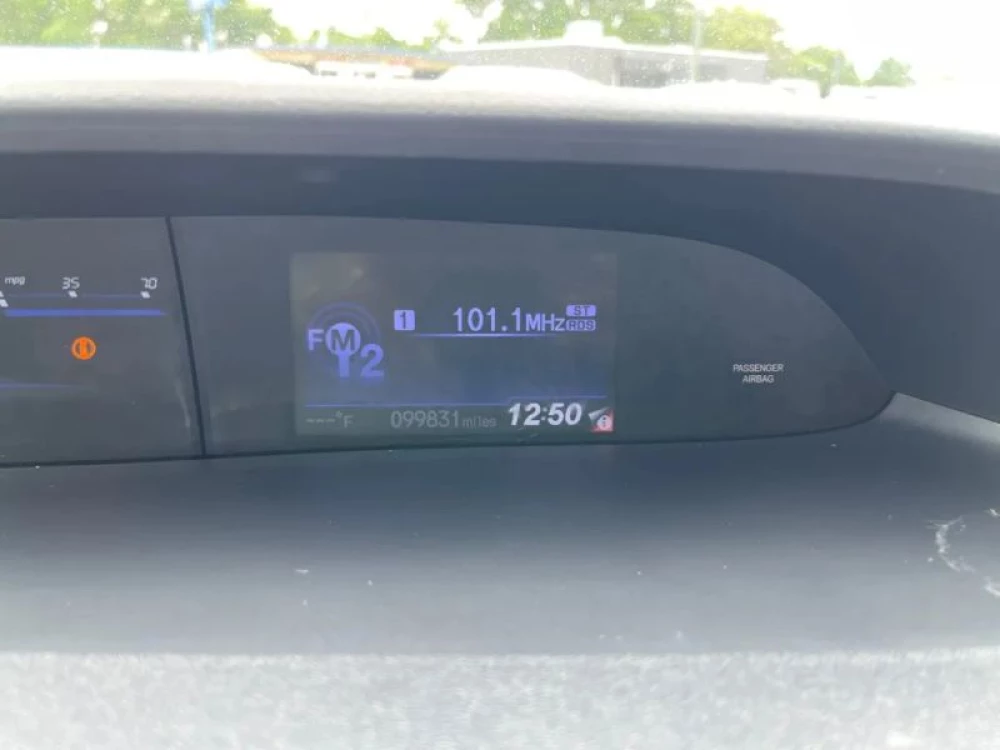 mpg 35 70
FM2
1 101.1MHz ST
RDS
PASSENGER
AIRBAG
---°F 099831 miles 12:50 i